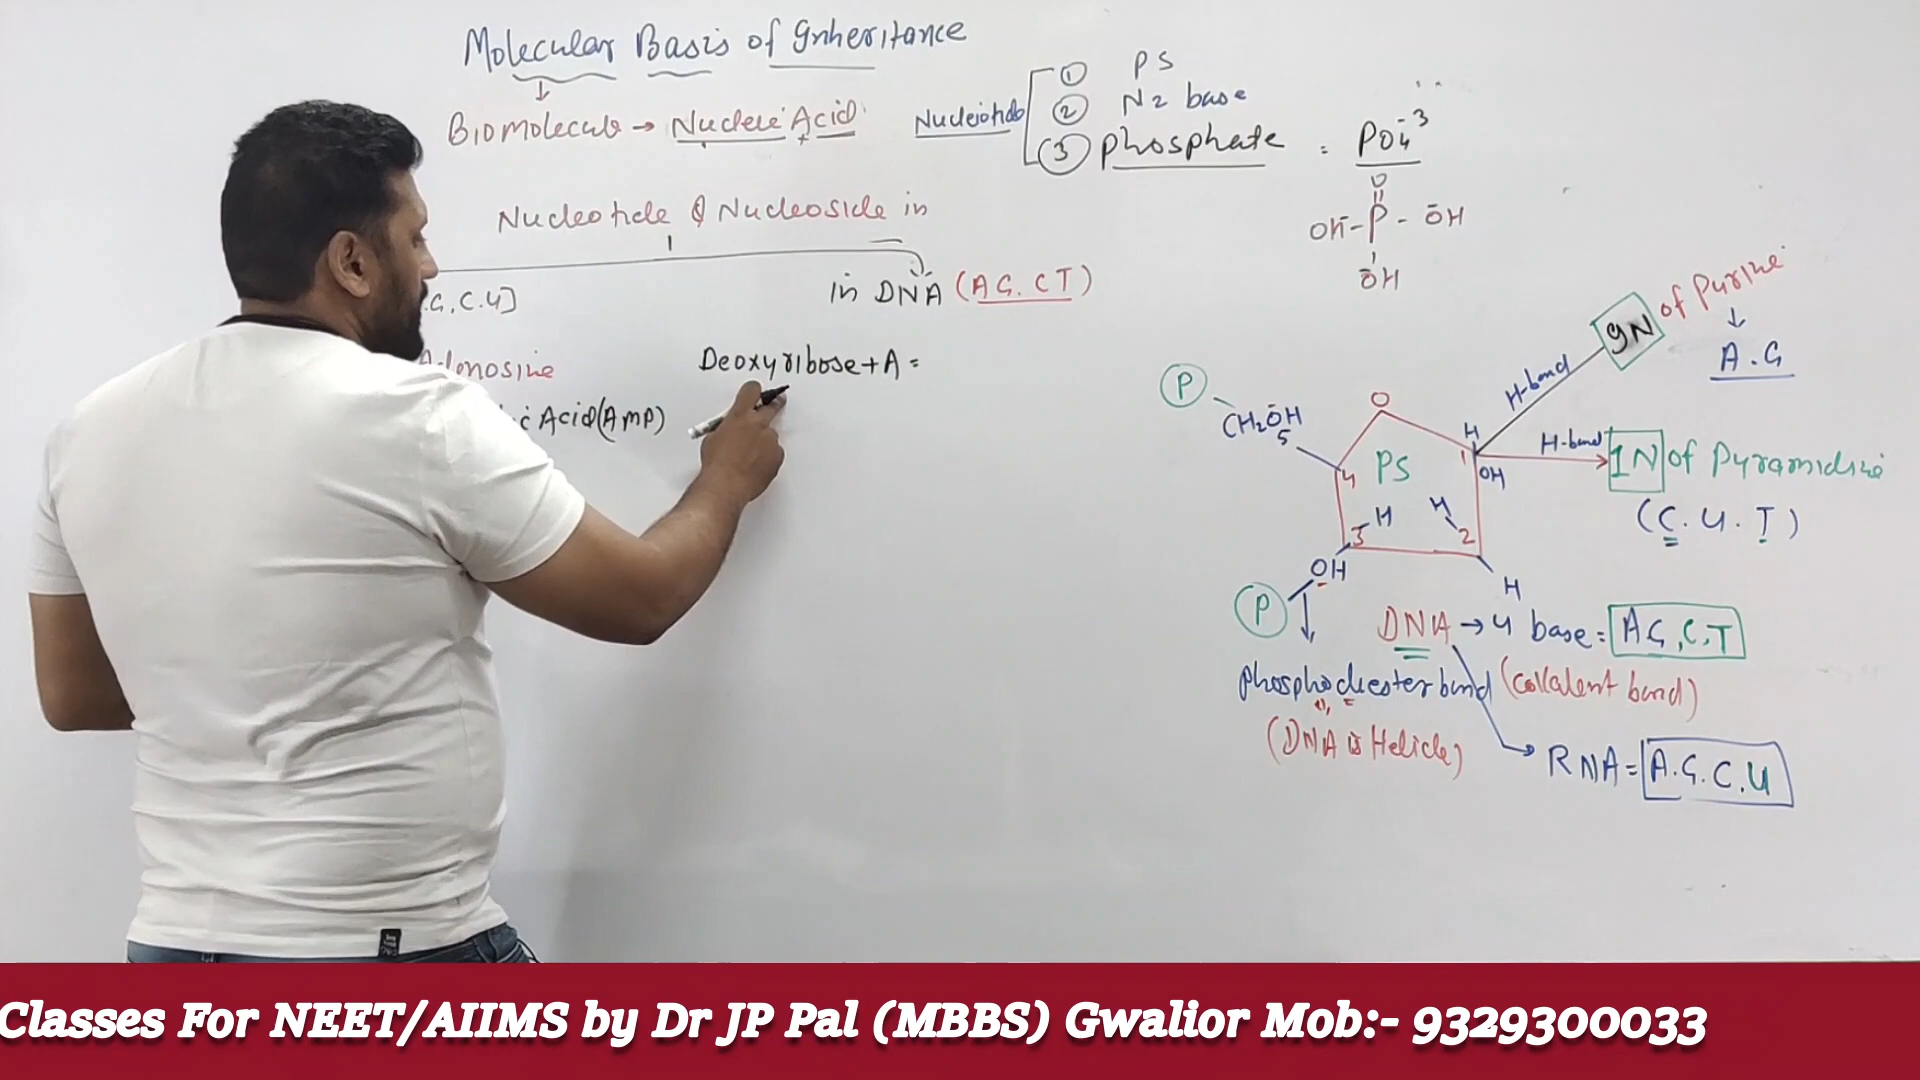 Molecular Basis of Inheritance
Biomolecule → Nucleic Acid
Nucleotide & Nucleoside in
G, C.U]
in DNA (A G. C T)
Adenosine
c Acid(AMP)
Deoxyribose + A =
Nucleotide
① PS
② N2 base
③ phosphate = PO4-3
O
OH - P - OH
OH
P
CH2OH
5
O
4
PS
H
1
OH
H
3
H
2
OH
H
P
H-bond
9N of Purine
↓
A . G
H-bond
1N of Pyramidine
(C. U. T)
DNA → 4 base = A G, C, T
phosphodiester bond (covalent bond)
(DNA is Helicle)
RNA = A. G. C. U
Classes For NEET/AIIMS by Dr JP Pal (MBBS) Gwalior Mob:- 9329300033